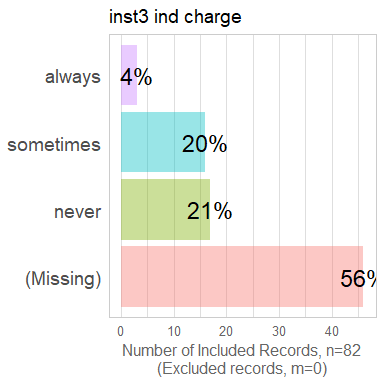 inst3 ind charge
always
4%
sometimes
20%
never
21%
(Missing)
56%
0 10 20 30 40
Number of Included Records, n=82
(Excluded records, m=0)